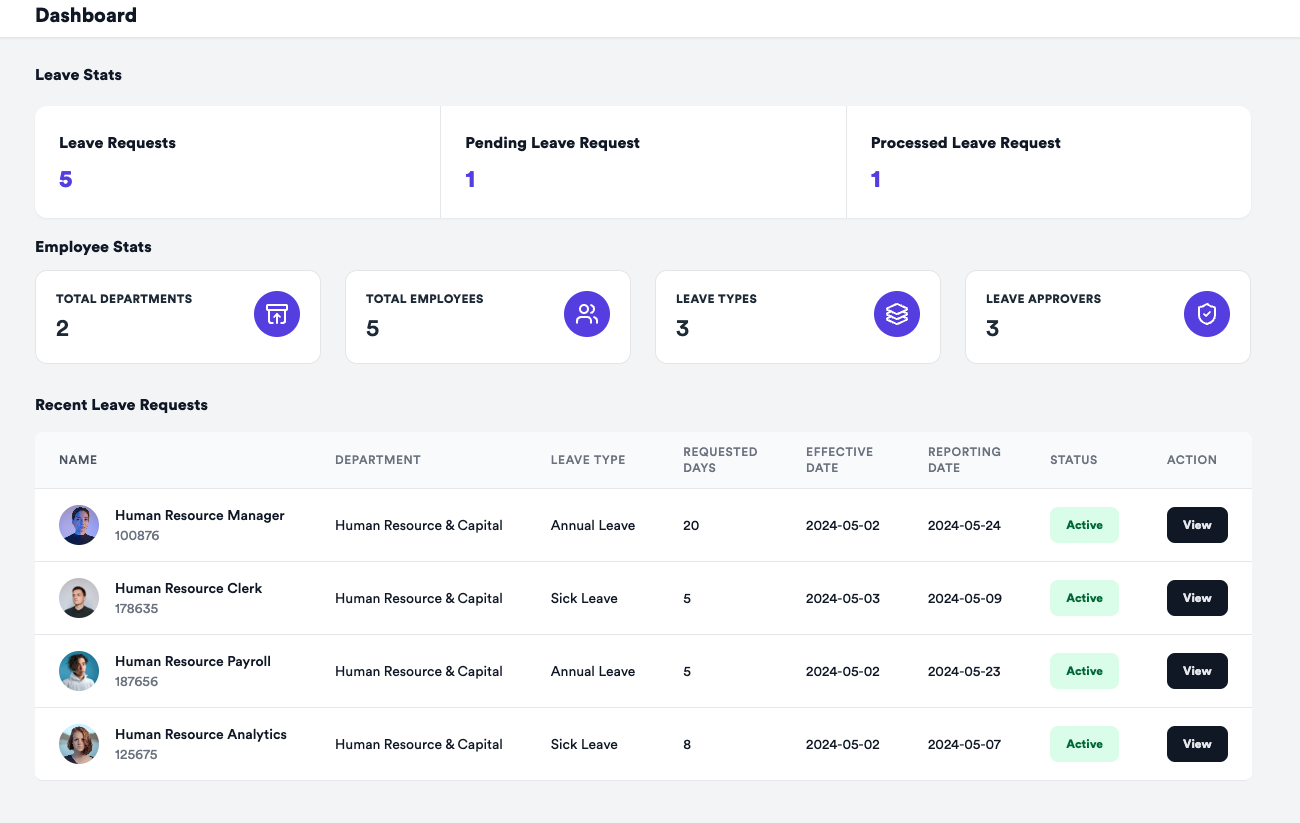 Dashboard
Leave Stats
Leave Requests
5
Pending Leave Request
1
Processed Leave Request
1
Employee Stats
TOTAL DEPARTMENTS
2
TOTAL EMPLOYEES
5
LEAVE TYPES
3
LEAVE APPROVERS
3
Recent Leave Requests
NAME DEPARTMENT LEAVE TYPE REQUESTED DAYS EFFECTIVE DATE REPORTING DATE STATUS ACTION
Human Resource Manager
100876
Human Resource & Capital Annual Leave 20 2024-05-02 2024-05-24 Active View
Human Resource Clerk
178635
Human Resource & Capital Sick Leave 5 2024-05-03 2024-05-09 Active View
Human Resource Payroll
187656
Human Resource & Capital Annual Leave 5 2024-05-02 2024-05-23 Active View
Human Resource Analytics
125675
Human Resource & Capital Sick Leave 8 2024-05-02 2024-05-07 Active View